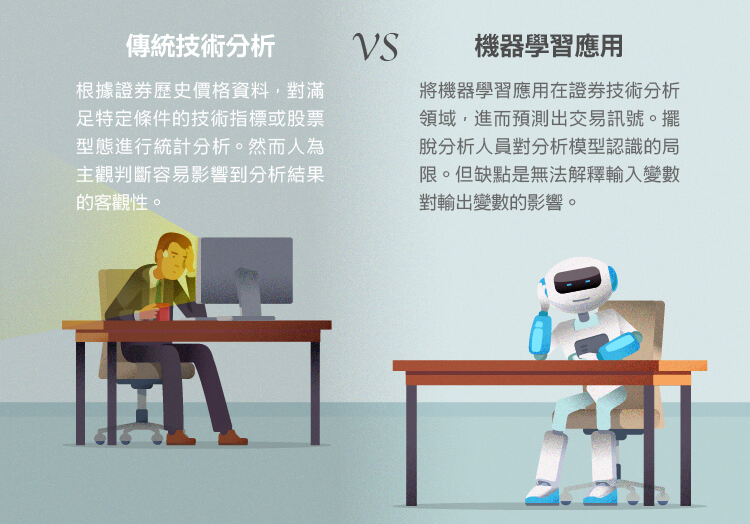 傳統技術分析
VS
機器學習應用
根據證券歷史價格資料，對滿
足特定條件的技術指標或股票
型態進行統計分析。然而人為
主觀判斷容易影響到分析結果
的客觀性。
將機器學習應用在證券技術分析
領域，進而預測出交易訊號。擺
脫分析人員對分析模型認識的局
限。但缺點是無法解釋輸入變數
對輸出變數的影響。